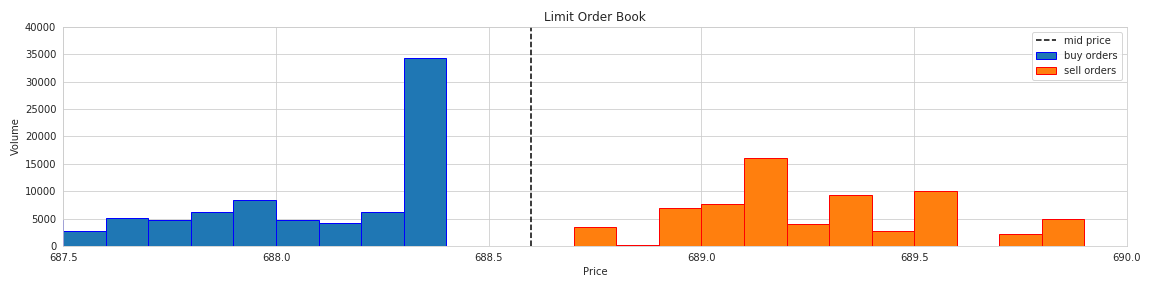 Limit Order Book
40000
35000
30000
25000
20000
15000
10000
5000
0
Volume
687.5 688.0 688.5 689.0 689.5 690.0
Price
mid price
buy orders
sell orders